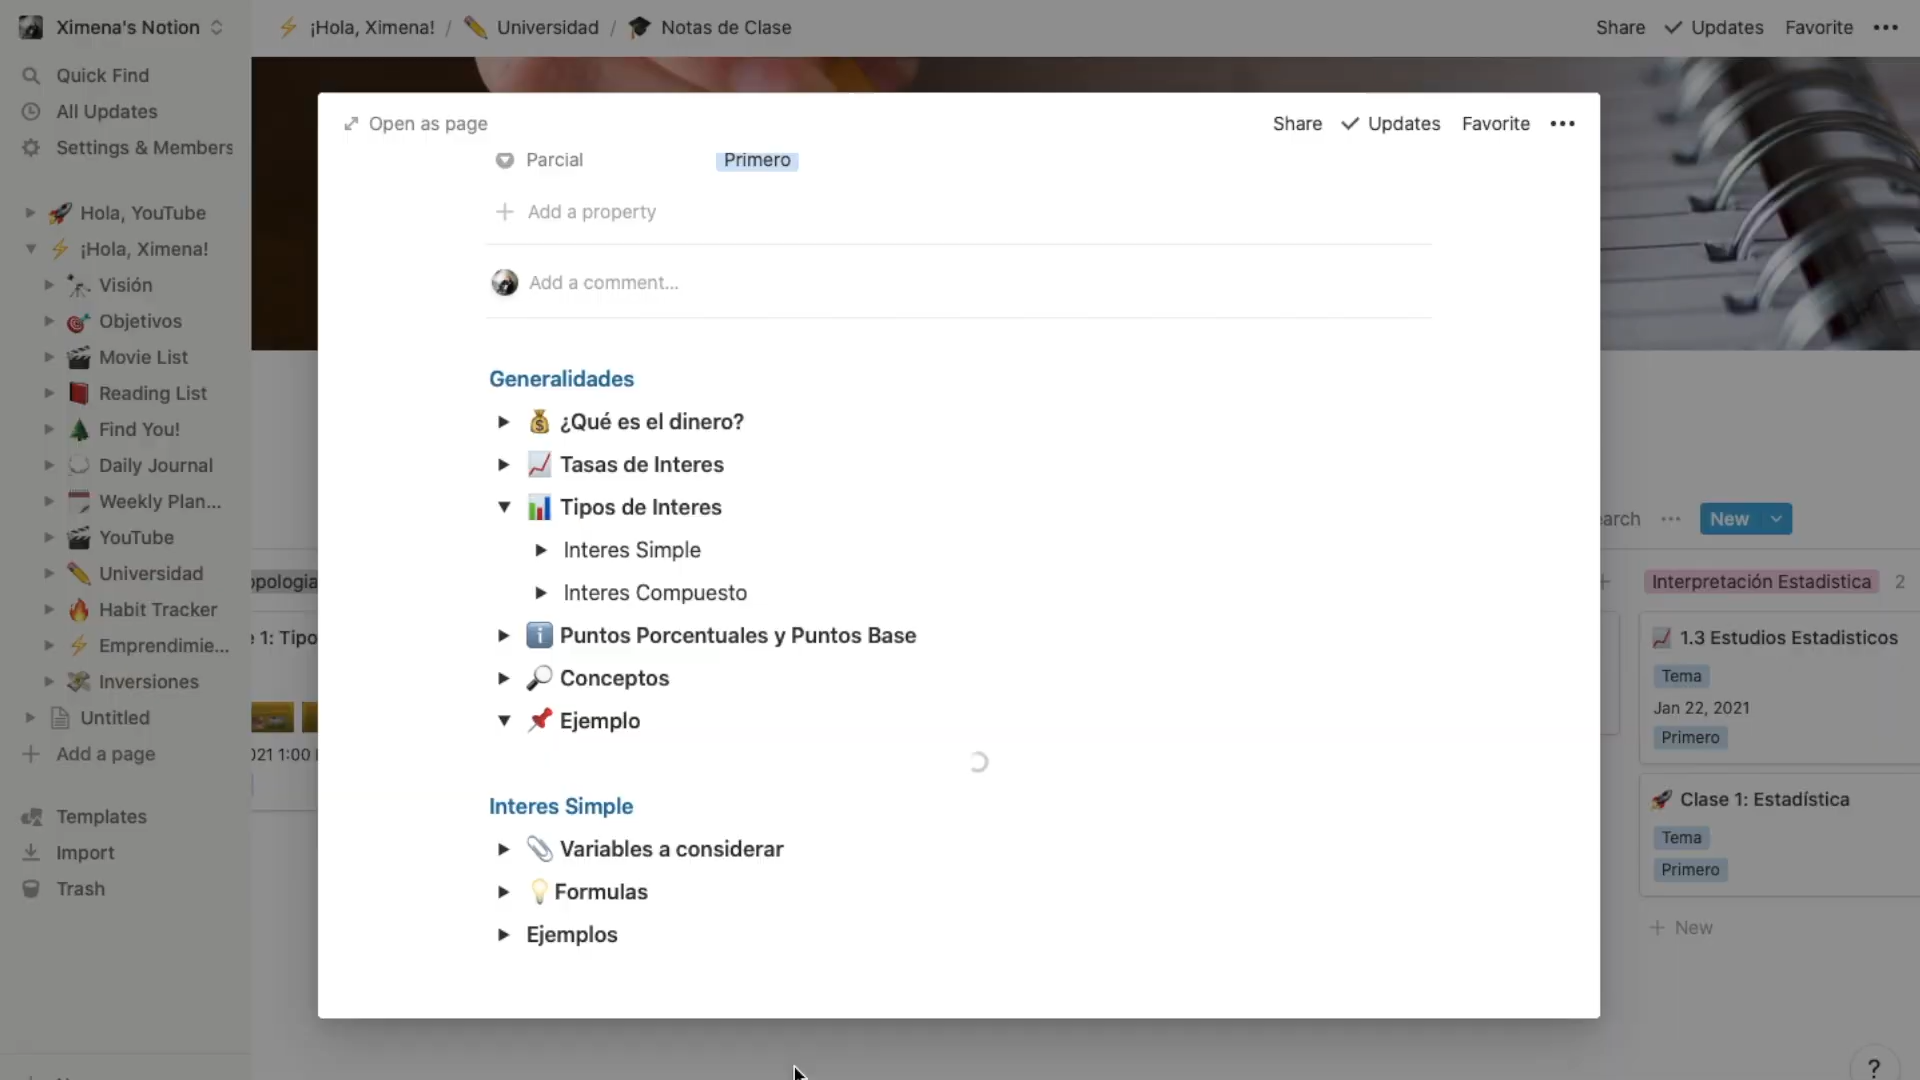 Ximena's Notion
¡Hola, Ximena! / Universidad / Notas de Clase
Share Updates Favorite
Quick Find
All Updates
Settings & Members
Hola, YouTube
¡Hola, Ximena!
Visión
Objetivos
Movie List
Reading List
Find You!
Daily Journal
Weekly Plan...
YouTube
Universidad
Habit Tracker
Emprendimie...
Inversiones
Untitled
Add a page
Templates
Import
Trash
Open as page
Share Updates Favorite
Parcial Primero
Add a property
Add a comment...
Generalidades
¿Qué es el dinero?
Tasas de Interes
Tipos de Interes
Interes Simple
Interes Compuesto
Puntos Porcentuales y Puntos Base
Conceptos
Ejemplo
Interes Simple
Variables a considerar
Formulas
Ejemplos
New
Interpretación Estadistica 2
1.3 Estudios Estadisticos
Tema
Jan 22, 2021
Primero
Clase 1: Estadística
Tema
Primero
+ New
1: Tipo
1:00
?